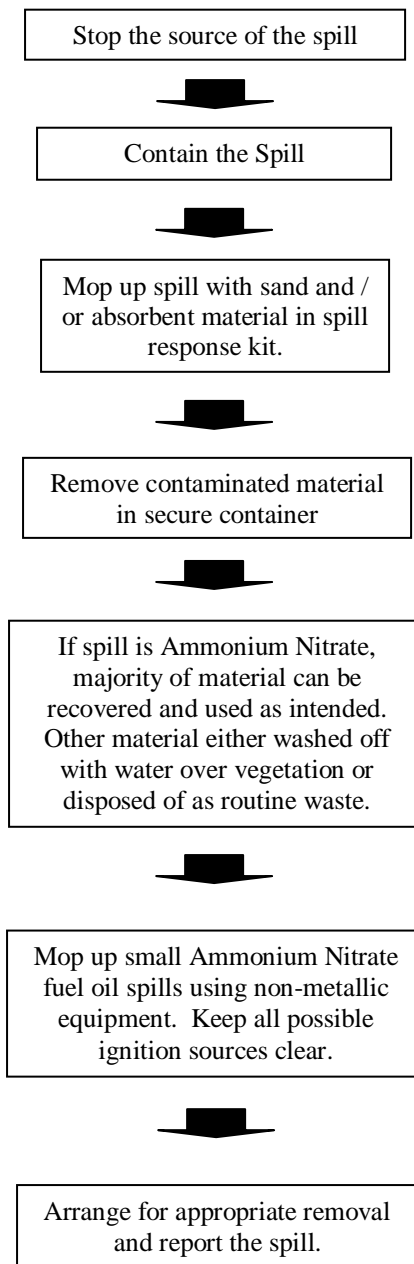 Stop the source of the spill
Contain the Spill
Mop up spill with sand and /
or absorbent material in spill
response kit.
Remove contaminated material
in secure container
If spill is Ammonium Nitrate,
majority of material can be
recovered and used as intended.
Other material either washed off
with water over vegetation or
disposed of as routine waste.
Mop up small Ammonium Nitrate
fuel oil spills using non-metallic
equipment.  Keep all possible
ignition sources clear.
Arrange for appropriate removal
and report the spill.